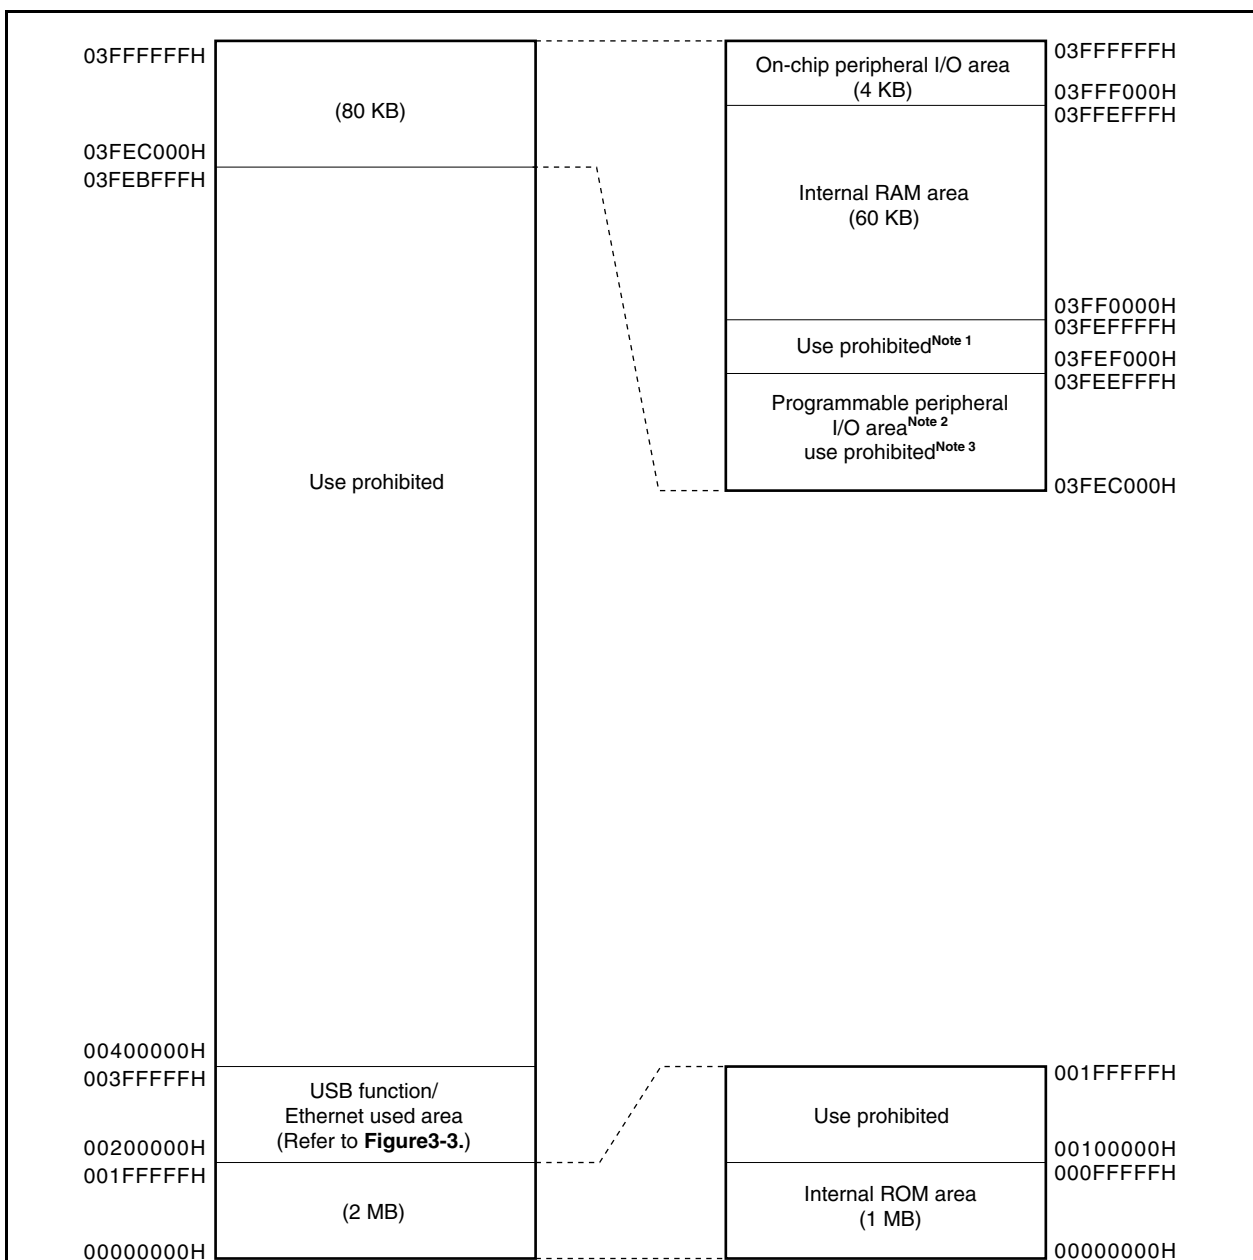 03FFFFFFH
(80 KB)
03FEC000H
03FEBFFFH
Use prohibited
00400000H
003FFFFFH
USB function/
Ethernet used area
(Refer to Figure3-3.)
00200000H
001FFFFFH
(2 MB)
00000000H
On-chip peripheral I/O area
(4 KB)
03FFFFFFH
03FFF000H
03FFEFFFH
Internal RAM area
(60 KB)
03FF0000H
03FEFFFFH
Use prohibitedNote 1
03FEF000H
03FEEFFFH
Programmable peripheral
I/O areaNote 2
use prohibitedNote 3
03FEC000H
001FFFFFH
Use prohibited
00100000H
000FFFFFH
Internal ROM area
(1 MB)
00000000H